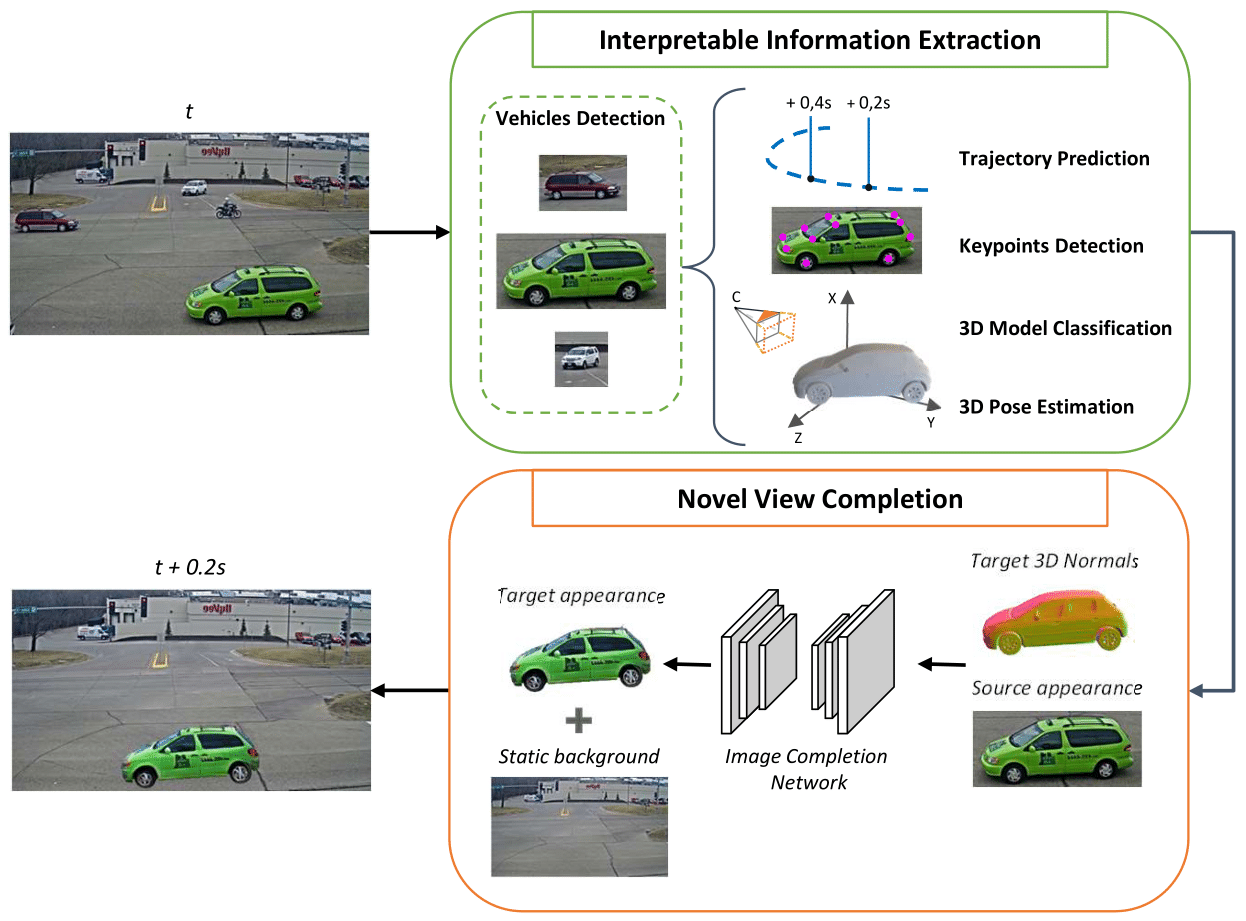 Interpretable Information Extraction
t
Vehicles Detection
+ 0,4s
+ 0,2s
Trajectory Prediction
Keypoints Detection
C
X
3D Model Classification
3D Pose Estimation
Z
Y
Novel View Completion
t + 0.2s
Target appearance
Target 3D Normals
Source appearance
+
Static background
Image Completion
Network
HyVee